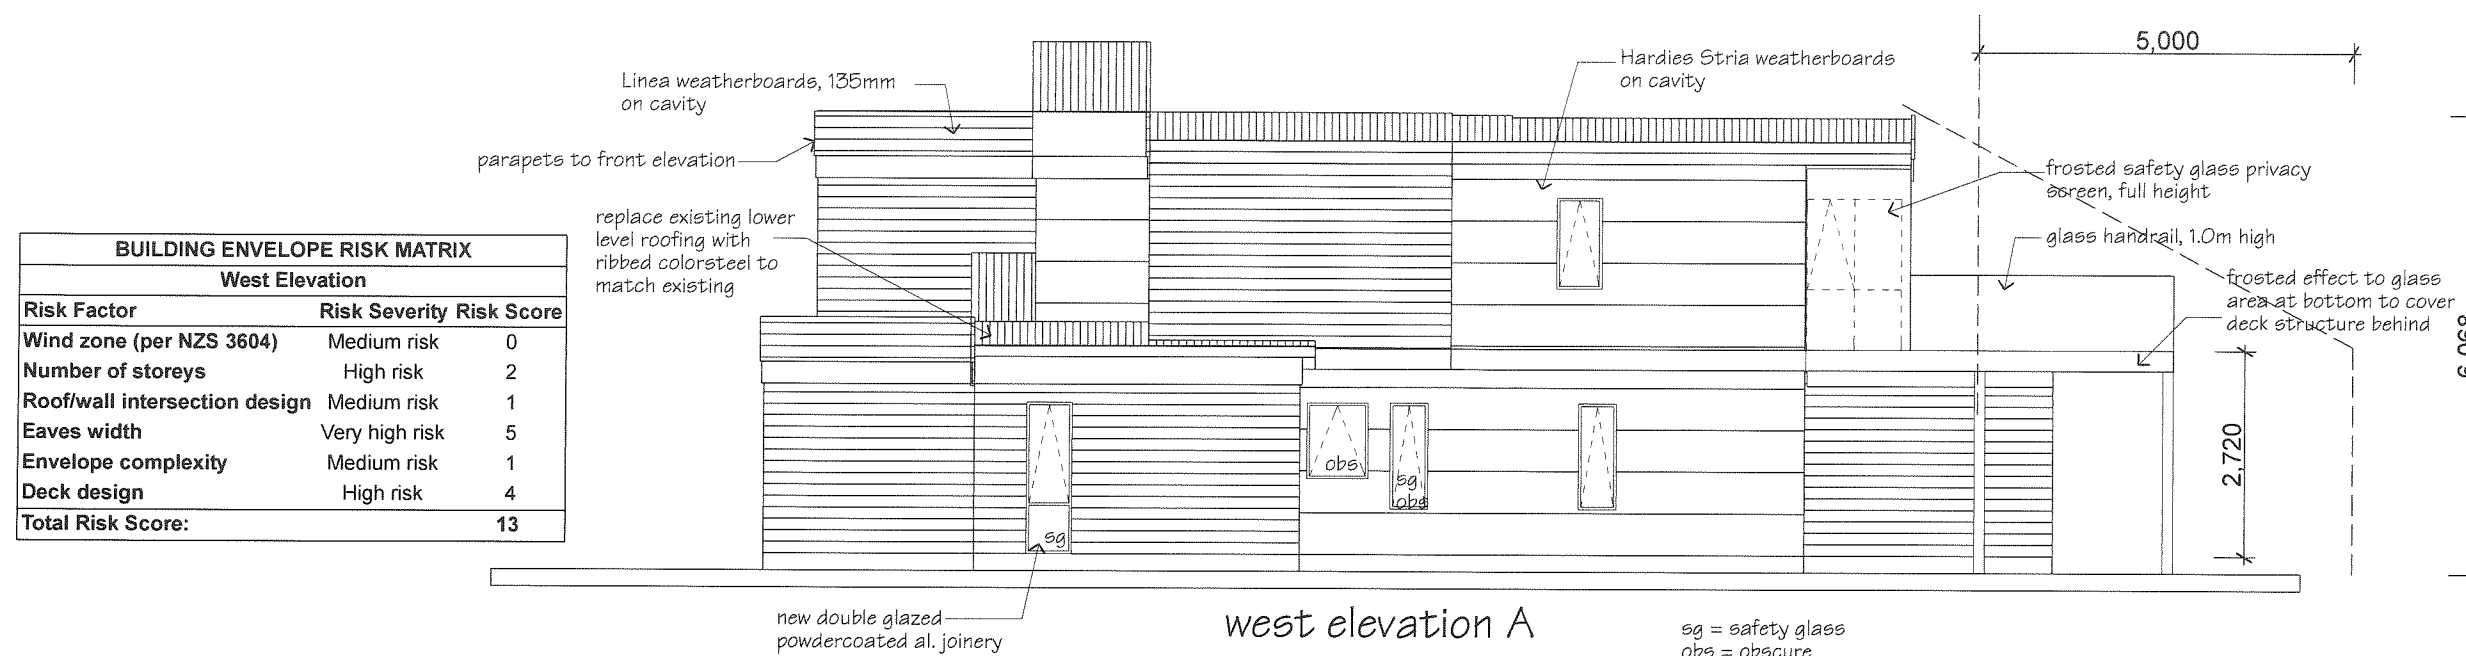 BUILDING ENVELOPE RISK MATRIX
West Elevation
Risk Factor Risk Severity Risk Score
Wind zone (per NZS 3604) Medium risk 0
Number of storeys High risk 2
Roof/wall intersection design Medium risk 1
Eaves width Very high risk 5
Envelope complexity Medium risk 1
Deck design High risk 4
Total Risk Score: 13
Linea weatherboards, 135mm
on cavity
parapets to front elevation
replace existing lower
level roofing with
ribbed colorsteel to
match existing
Hardies Stria weatherboards
on cavity
5,000
frosted safety glass privacy
screen, full height
glass handrail, 1.0m high
frosted effect to glass
area at bottom to cover
deck structure behind
2,720
obs
sg
obs
sg
new double glazed
powdercoated al. joinery
west elevation A
sg = safety glass
obs = obscure